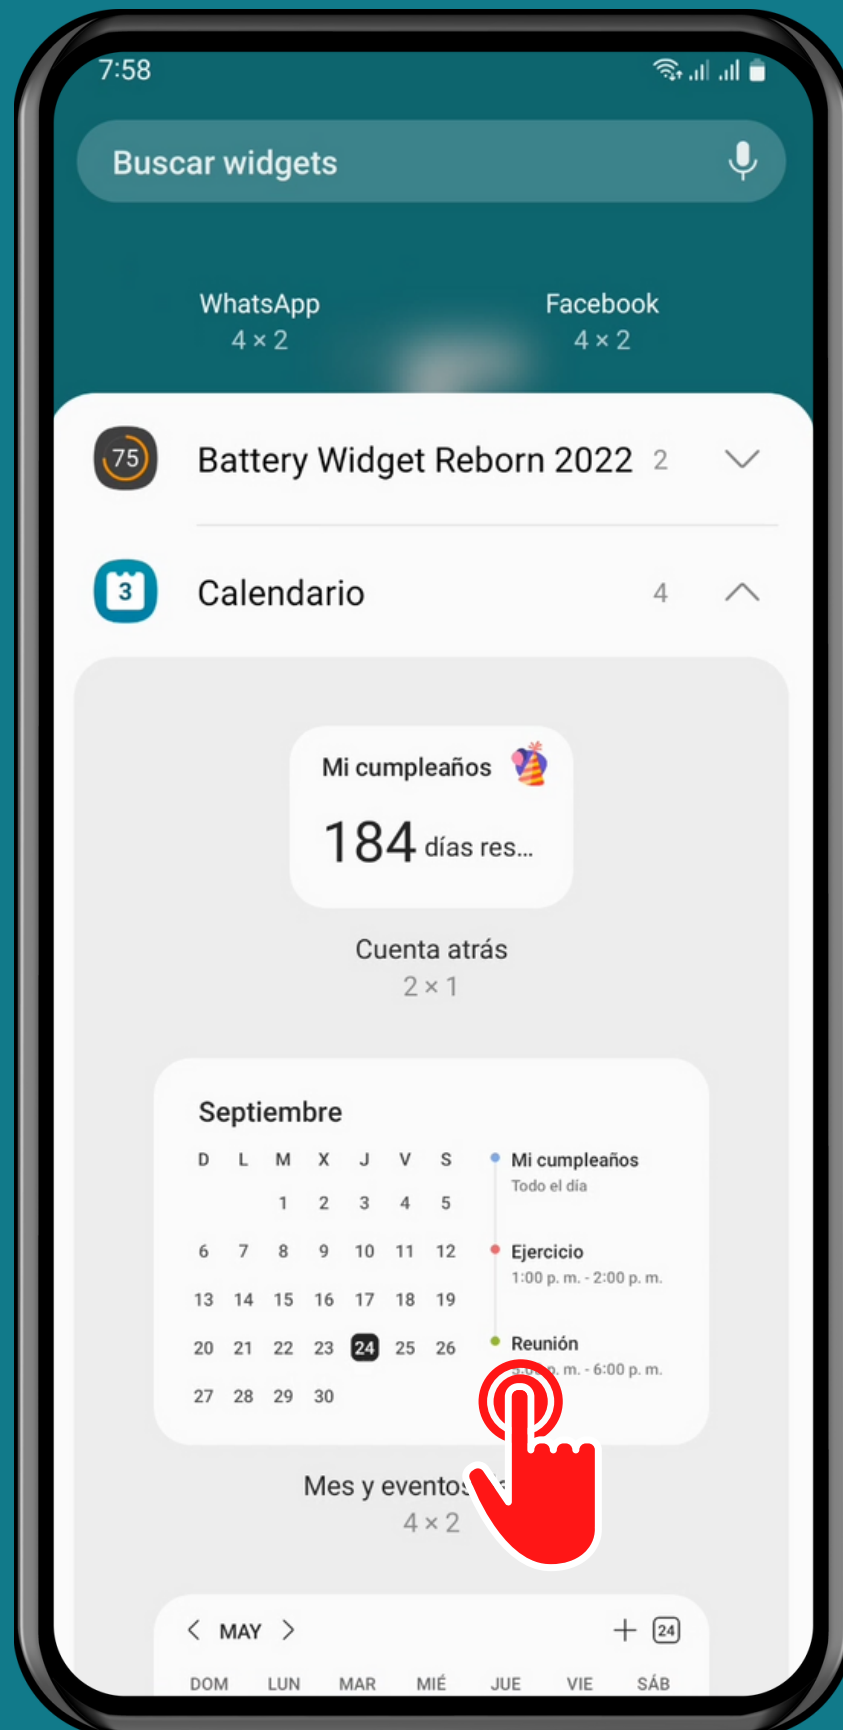 7:58
Buscar widgets
WhatsApp Facebook
4 × 2 4 × 2
75 Battery Widget Reborn 2022 2
3 Calendario 4
Mi cumpleaños
184 días res...
Cuenta atrás
2 × 1
Septiembre
D L M X J V S
1 2 3 4 5
6 7 8 9 10 11 12
13 14 15 16 17 18 19
20 21 22 23 24 25 26
27 28 29 30
Mi cumpleaños
Todo el día
Ejercicio
1:00 p. m. - 2:00 p. m.
Reunión
p. m. - 6:00 p. m.
Mes y eventos
4 × 2
< MAY > + 24
DOM LUN MAR MIÉ JUE VIE SÁB